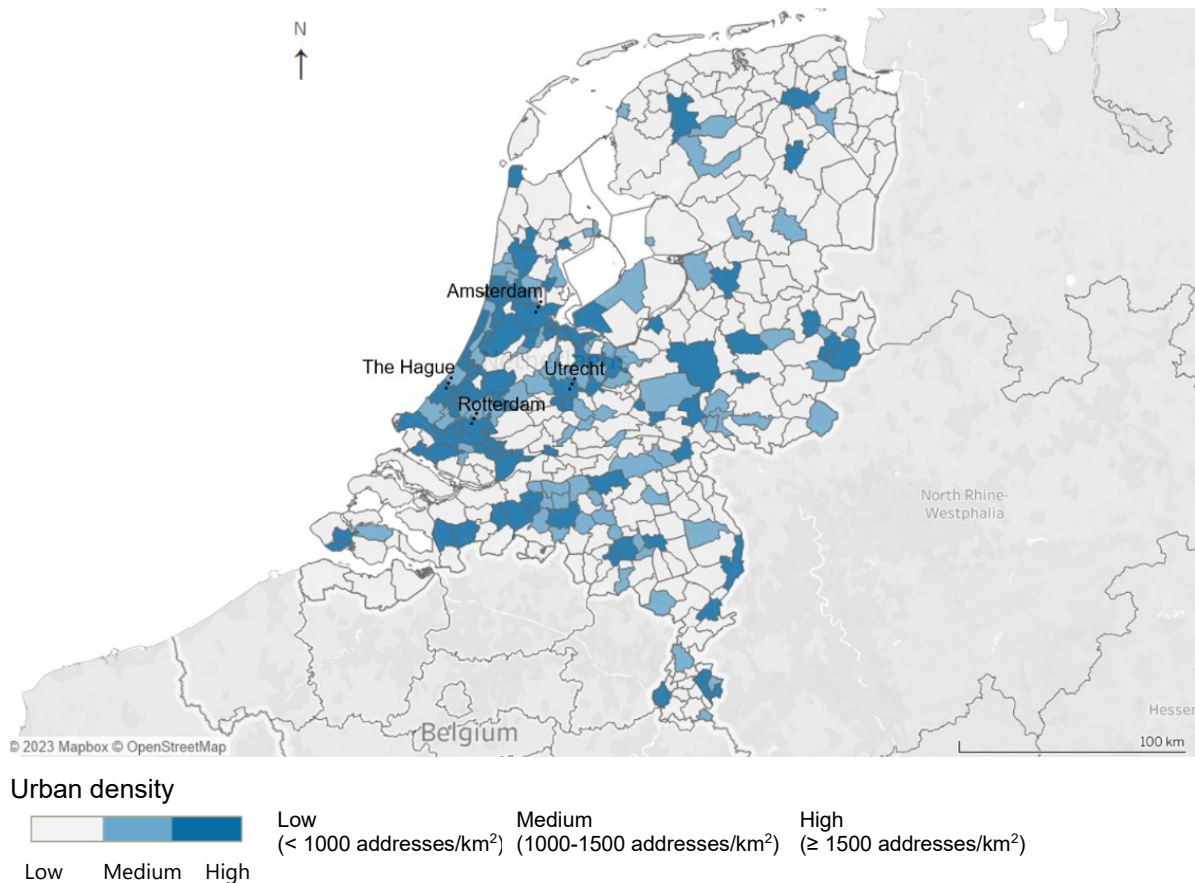 N
Amsterdam
The Hague
Utrecht
Rotterdam
North Rhine-
Westphalia
Belgium
Hessen
© 2023 Mapbox © OpenStreetMap
100 km
Urban density
Low
(< 1000 addresses/km²)
Medium
(1000-1500 addresses/km²)
High
(≥ 1500 addresses/km²)
Low Medium High